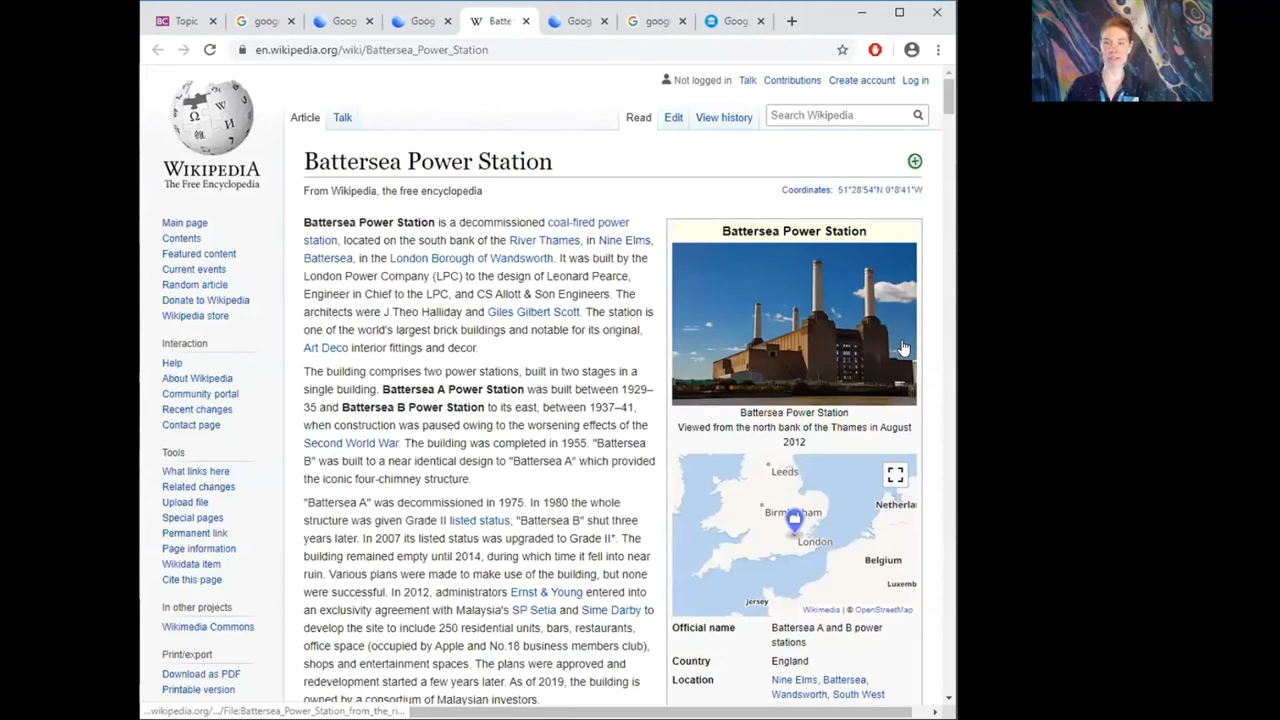 Topic
goog
Goog
Goog
Batte
Goog
goog
Goog
en.wikipedia.org/wiki/Battersea_Power_Station
Not logged in Talk Contributions Create account Log in
Article Talk Read Edit View history Search Wikipedia
WIKIPEDIA
The Free Encyclopedia
Main page
Contents
Featured content
Current events
Random article
Donate to Wikipedia
Wikipedia store
Interaction
Help
About Wikipedia
Community portal
Recent changes
Contact page
Tools
What links here
Related changes
Upload file
Special pages
Permanent link
Page information
Wikidata item
Cite this page
In other projects
Wikimedia Commons
Print/export
Download as PDF
Printable version
Battersea Power Station
From Wikipedia, the free encyclopedia
Coordinates: 51°28′54″N 0°8′41″W
Battersea Power Station is a decommissioned coal-fired power
station, located on the south bank of the River Thames, in Nine Elms,
Battersea, in the London Borough of Wandsworth. It was built by the
London Power Company (LPC) to the design of Leonard Pearce,
Engineer in Chief to the LPC, and CS Allott & Son Engineers. The
architects were J Theo Halliday and Giles Gilbert Scott. The station is
one of the world's largest brick buildings and notable for its original,
Art Deco interior fittings and decor.
The building comprises two power stations, built in two stages in a
single building. Battersea A Power Station was built between 1929–
35 and Battersea B Power Station to its east, between 1937–41,
when construction was paused owing to the worsening effects of the
Second World War. The building was completed in 1955. "Battersea
B" was built to a near identical design to "Battersea A" which provided
the iconic four-chimney structure.
"Battersea A" was decommissioned in 1975. In 1980 the whole
structure was given Grade II listed status; "Battersea B" shut three
years later. In 2007 its listed status was upgraded to Grade II*. The
building remained empty until 2014, during which time it fell into near
ruin. Various plans were made to make use of the building, but none
were successful. In 2012, administrators Ernst & Young entered into
an exclusivity agreement with Malaysia's SP Setia and Sime Darby to
develop the site to include 250 residential units, bars, restaurants,
office space (occupied by Apple and No.18 business members club),
shops and entertainment spaces. The plans were approved and
redevelopment started a few years later. As of 2019, the building is
owned by a consortium of Malaysian investors.
Battersea Power Station
Battersea Power Station
Viewed from the north bank of the Thames in August
2012
Leeds
Birmingham
London
Netherla
Belgium
Luxemb
Jersey
Wikimedia | © OpenStreetMap
Official name Battersea A and B power
stations
Country England
Location Nine Elms, Battersea,
Wandsworth, South West
...wikipedia.org/.../File:Battersea_Power_Station_from_the_ri...